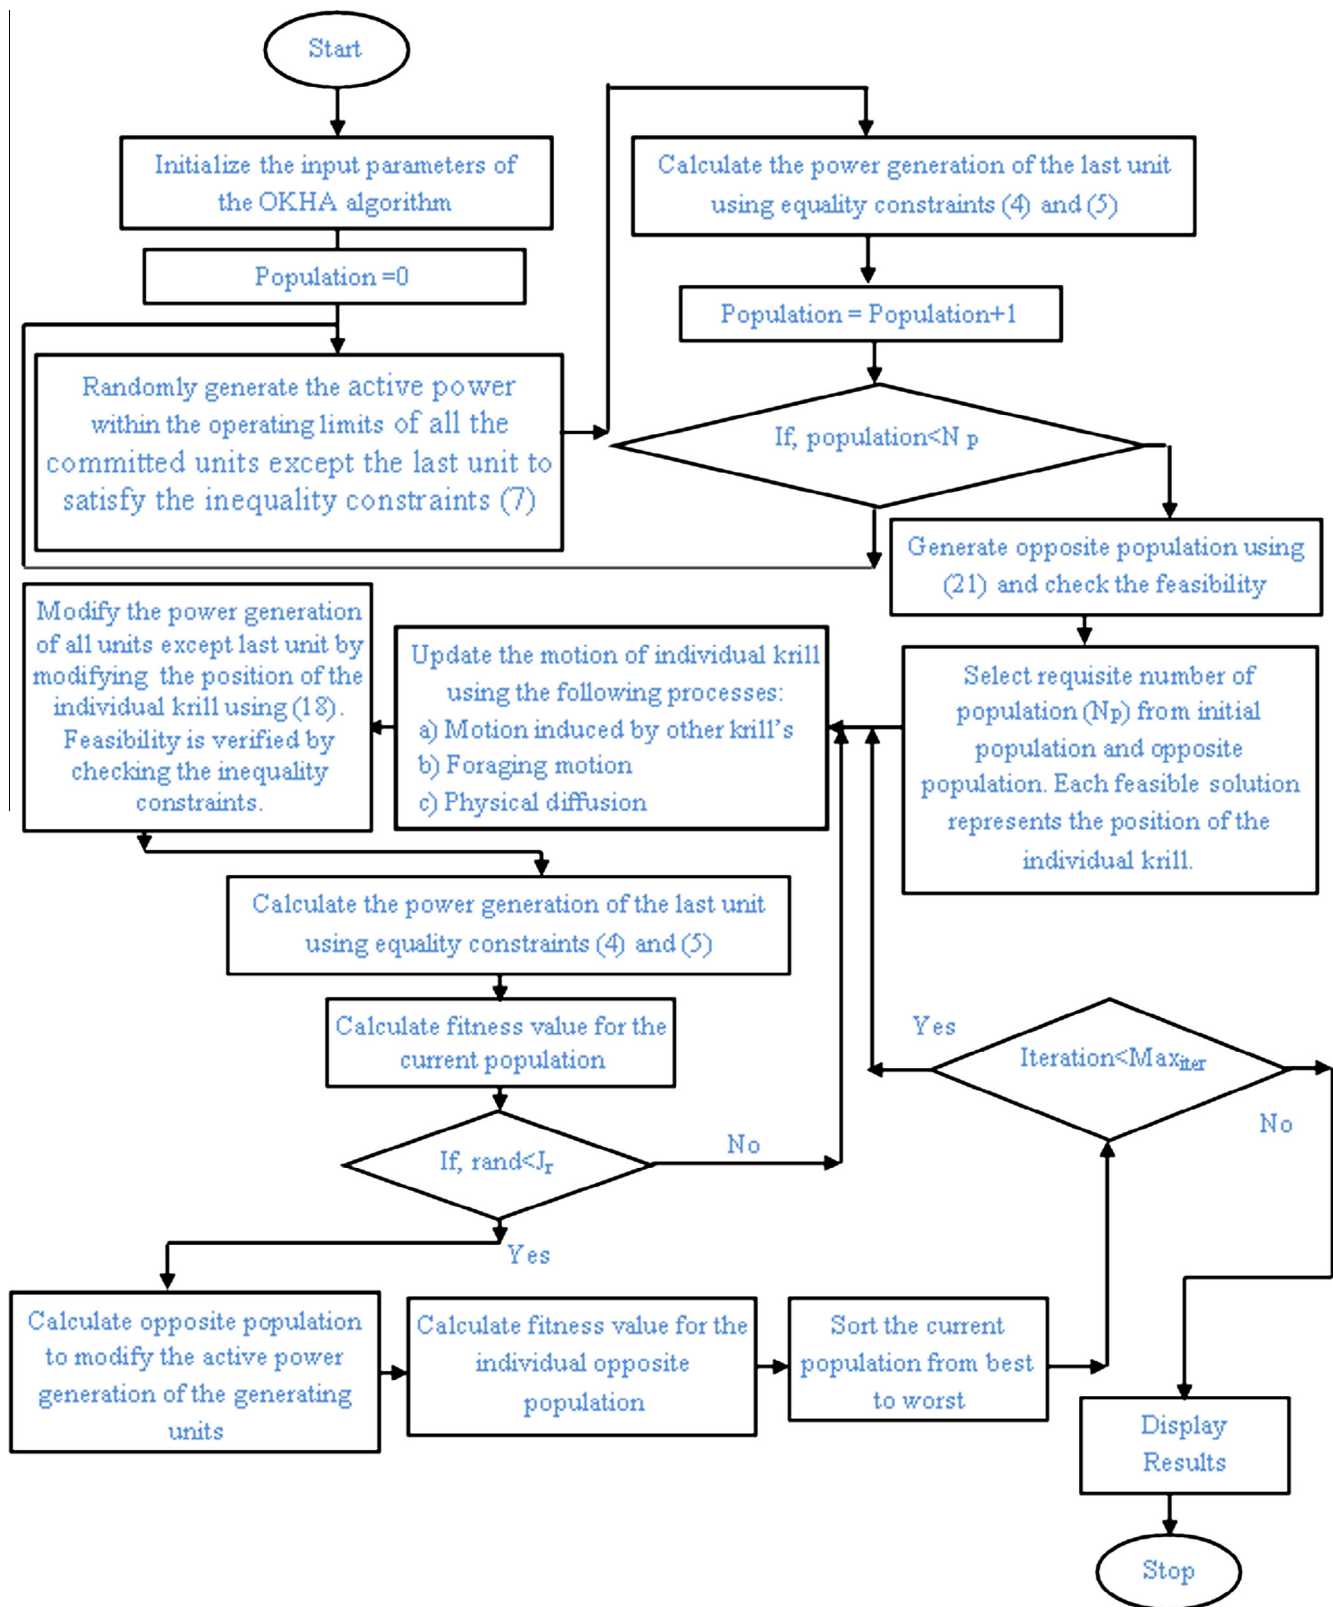 Start
Initialize the input parameters of
the OKHA algorithm
Population =0
Randomly generate the active power
within the operating limits of all the
committed units except the last unit to
satisfy the inequality constraints (7)
Calculate the power generation of the last unit
using equality constraints (4) and (5)
Population = Population+1
If, population<N p
Generate opposite population using
(21) and check the feasibility
Select requisite number of
population (Np) from initial
population and opposite
population. Each feasible solution
represents the position of the
individual krill.
Update the motion of individual krill
using the following processes:
a) Motion induced by other krill's
b) Foraging motion
c) Physical diffusion
Modify the power generation
of all units except last unit by
modifying the position of the
individual krill using (18).
Feasibility is verified by
checking the inequality
constraints.
Calculate the power generation of the last unit
using equality constraints (4) and (5)
Calculate fitness value for the
current population
If, rand<Jr
No
Yes
Calculate opposite population
to modify the active power
generation of the generating
units
Calculate fitness value for the
individual opposite
population
Sort the current
population from best
to worst
Iteration<Maxiter
Yes
No
Display
Results
Stop